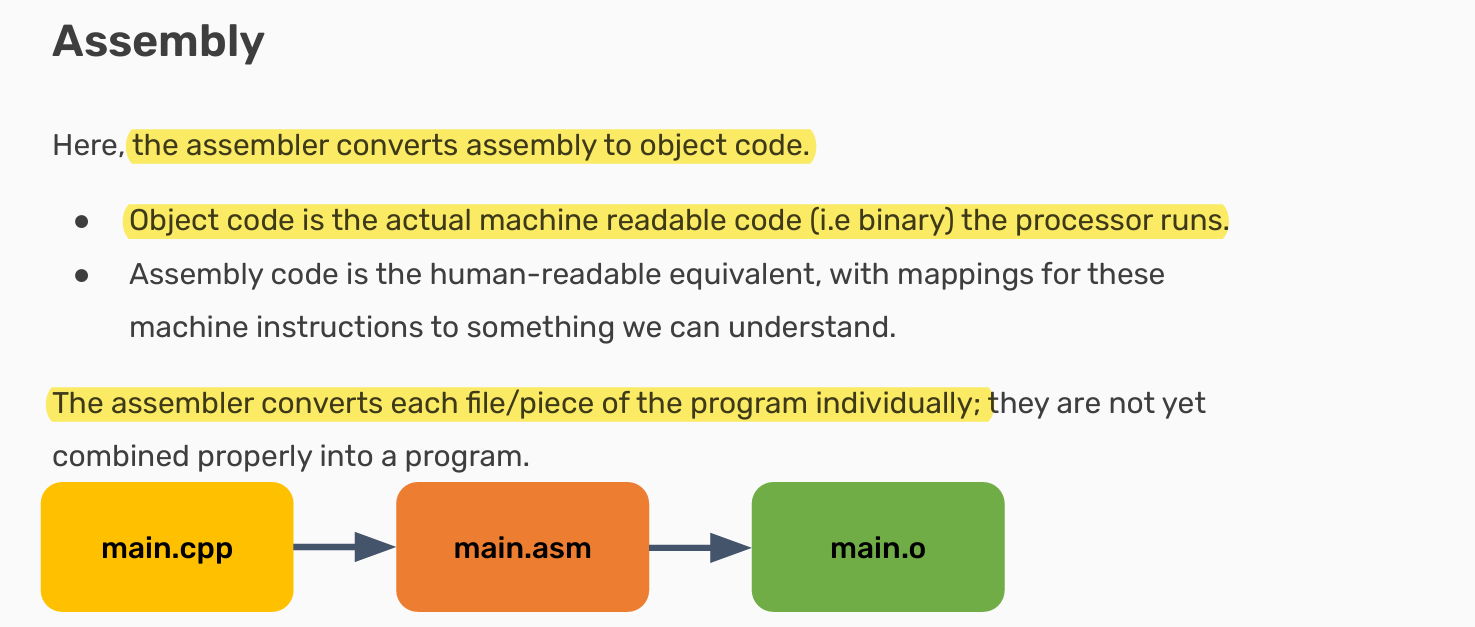 Assembly
Here, the assembler converts assembly to object code.
● Object code is the actual machine readable code (i.e binary) the processor runs.
● Assembly code is the human-readable equivalent, with mappings for these
machine instructions to something we can understand.
The assembler converts each file/piece of the program individually; they are not yet
combined properly into a program.
main.cpp
main.asm
main.o